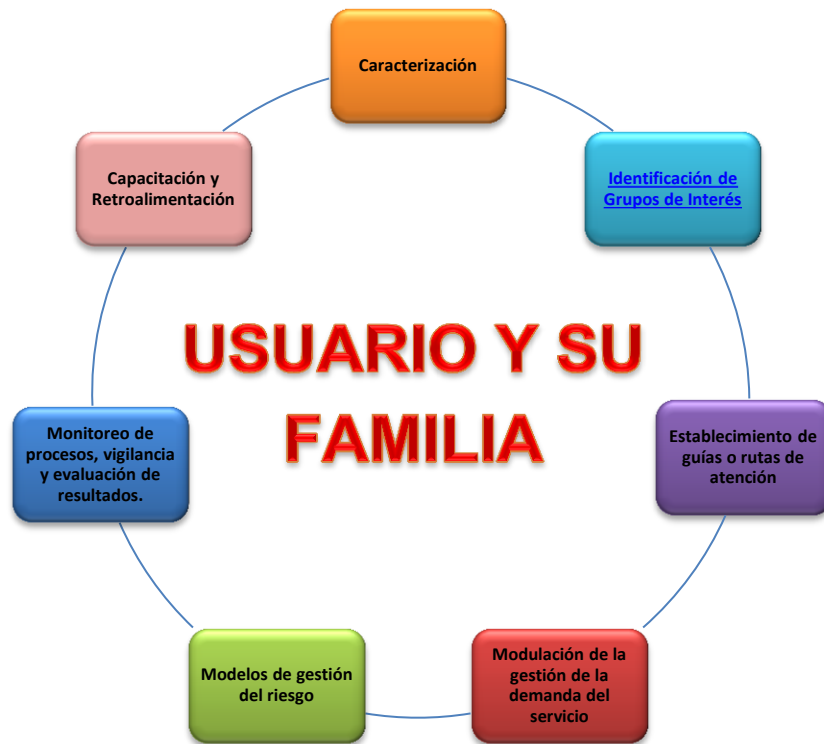 Caracterización
Identificación de
Grupos de Interés
Establecimiento de
guías o rutas de
atención
Modulación de la
gestión de la
demanda del
servicio
Modelos de gestión
del riesgo
Monitoreo de
procesos, vigilancia
y evaluación de
resultados.
Capacitación y
Retroalimentación
USUARIO Y SU
FAMILIA